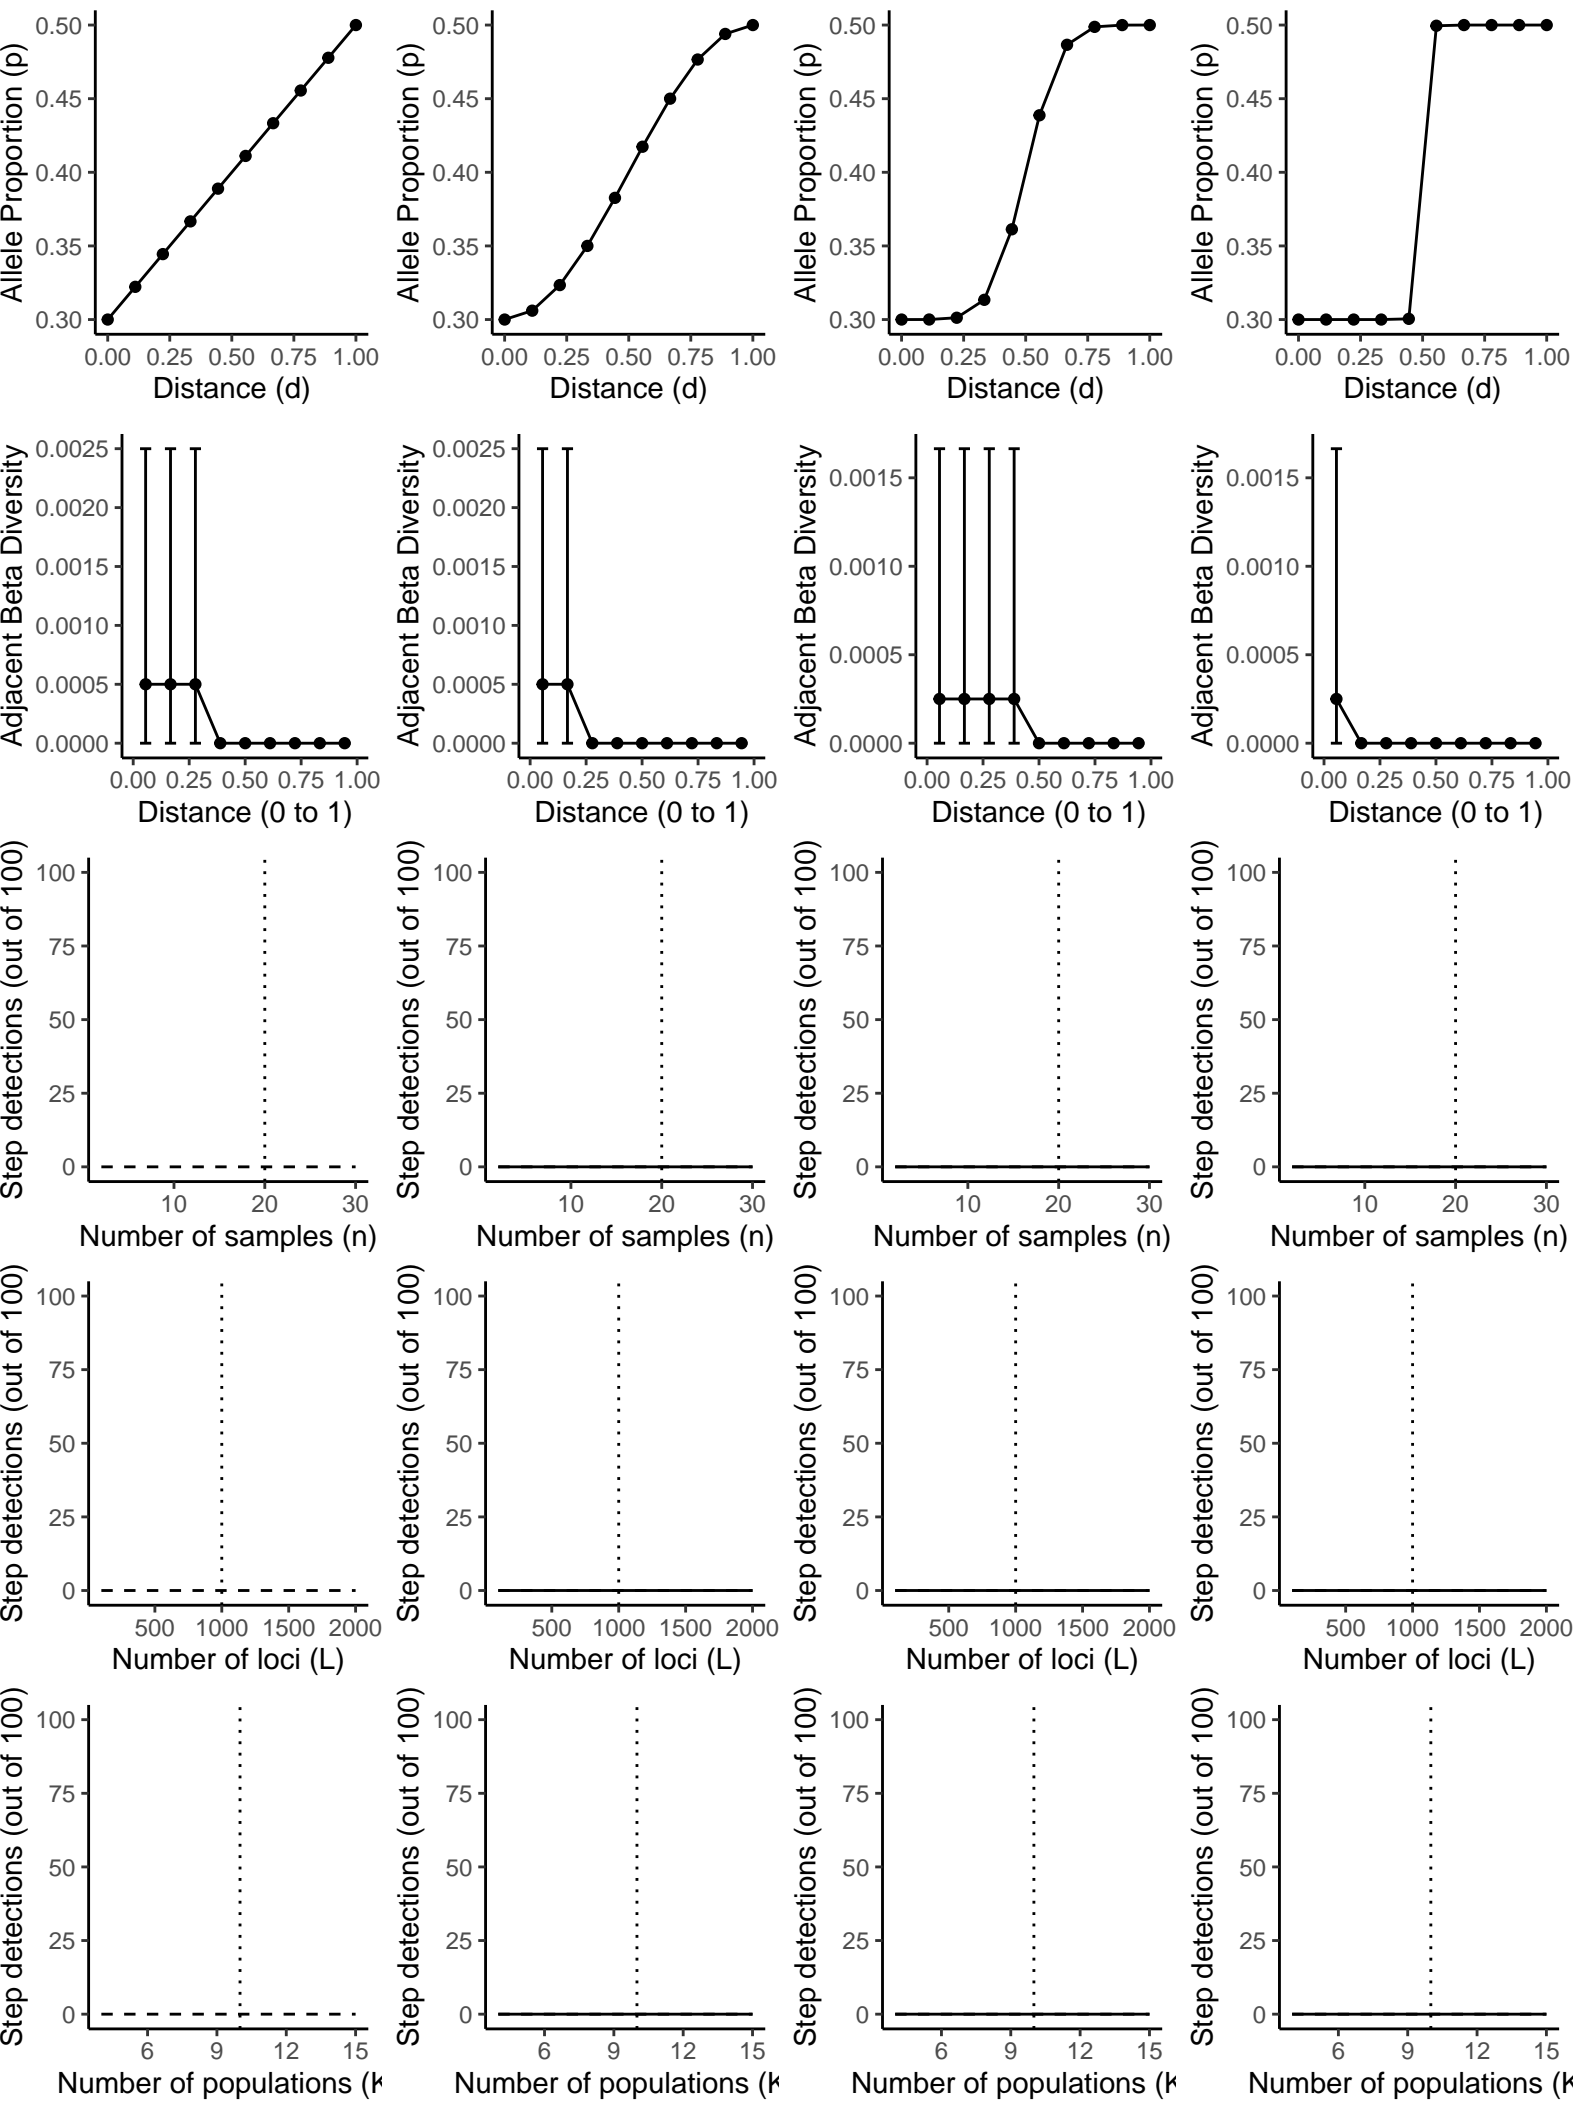 Allele Proportion (p)
0.50
0.45
0.40
0.35
0.30
0.00 0.25 0.50 0.75 1.00
Distance (d)
Allele Proportion (p)
0.50
0.45
0.40
0.35
0.30
0.00 0.25 0.50 0.75 1.00
Distance (d)
Allele Proportion (p)
0.50
0.45
0.40
0.35
0.30
0.00 0.25 0.50 0.75 1.00
Distance (d)
Allele Proportion (p)
0.50
0.45
0.40
0.35
0.30
0.00 0.25 0.50 0.75 1.00
Distance (d)
Adjacent Beta Diversity
0.0025
0.0020
0.0015
0.0010
0.0005
0.0000
0.00 0.25 0.50 0.75 1.00
Distance (0 to 1)
Adjacent Beta Diversity
0.0025
0.0020
0.0015
0.0010
0.0005
0.0000
0.00 0.25 0.50 0.75 1.00
Distance (0 to 1)
Adjacent Beta Diversity
0.0015
0.0010
0.0005
0.0000
0.00 0.25 0.50 0.75 1.00
Distance (0 to 1)
Adjacent Beta Diversity
0.0015
0.0010
0.0005
0.0000
0.00 0.25 0.50 0.75 1.00
Distance (0 to 1)
Step detections (out of 100)
100
75
50
25
0
10 20 30
Number of samples (n)
Step detections (out of 100)
100
75
50
25
0
10 20 30
Number of samples (n)
Step detections (out of 100)
100
75
50
25
0
10 20 30
Number of samples (n)
Step detections (out of 100)
100
75
50
25
0
10 20 30
Number of samples (n)
Step detections (out of 100)
100
75
50
25
0
500 1000 1500 2000
Number of loci (L)
Step detections (out of 100)
100
75
50
25
0
500 1000 1500 2000
Number of loci (L)
Step detections (out of 100)
100
75
50
25
0
500 1000 1500 2000
Number of loci (L)
Step detections (out of 100)
100
75
50
25
0
500 1000 1500 2000
Number of loci (L)
Step detections (out of 100)
100
75
50
25
0
6 9 12 15
Number of populations (K
Step detections (out of 100)
100
75
50
25
0
6 9 12 15
Number of populations (K
Step detections (out of 100)
100
75
50
25
0
6 9 12 15
Number of populations (K
Step detections (out of 100)
100
75
50
25
0
6 9 12 15
Number of populations (K